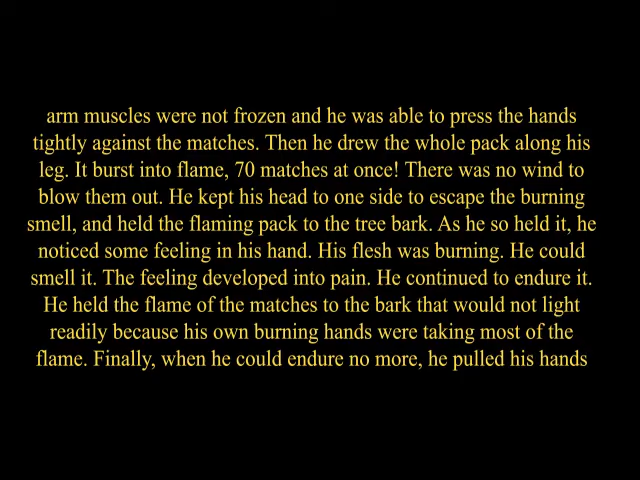 arm muscles were not frozen and he was able to press the hands
tightly against the matches. Then he drew the whole pack along his
leg. It burst into flame, 70 matches at once! There was no wind to
blow them out. He kept his head to one side to escape the burning
smell, and held the flaming pack to the tree bark. As he so held it, he
noticed some feeling in his hand. His flesh was burning. He could
smell it. The feeling developed into pain. He continued to endure it.
He held the flame of the matches to the bark that would not light
readily because his own burning hands were taking most of the
flame. Finally, when he could endure no more, he pulled his hands